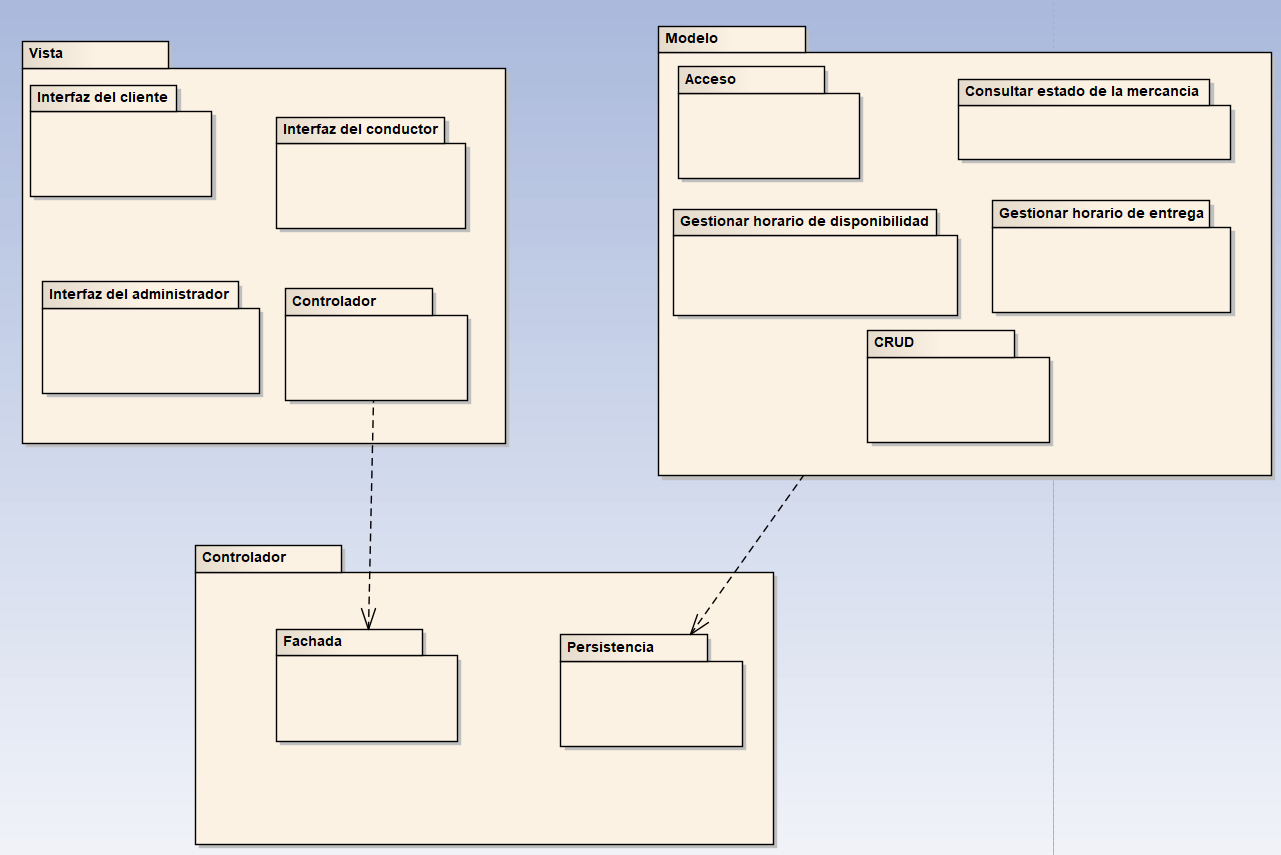 Vista
Interfaz del cliente
Interfaz del conductor
Interfaz del administrador
Controlador
Modelo
Acceso
Consultar estado de la mercancia
Gestionar horario de disponibilidad
Gestionar horario de entrega
CRUD
Controlador
Fachada
Persistencia